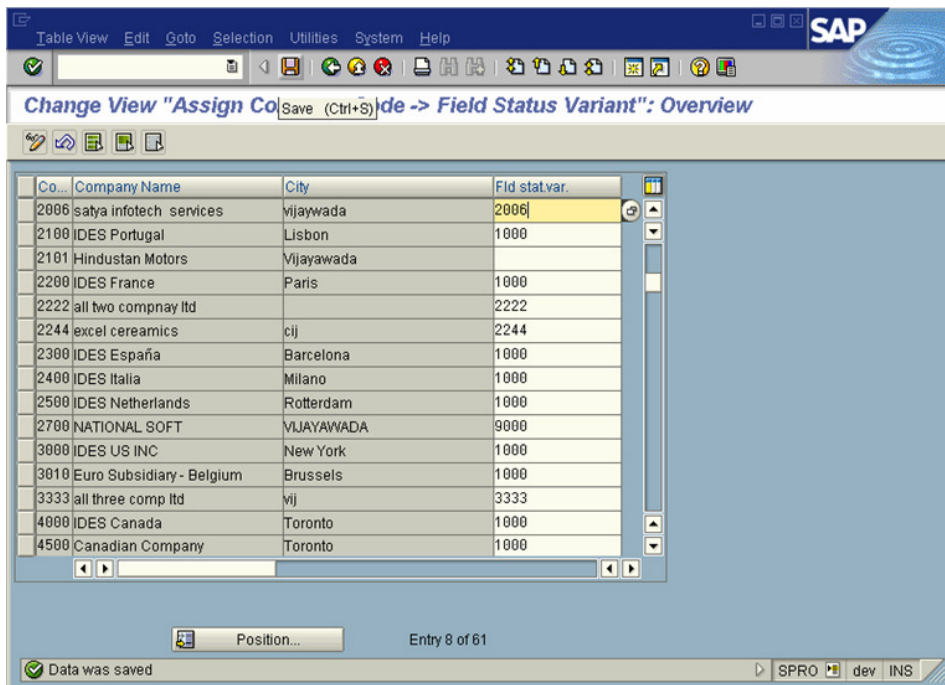 Table View Edit Goto Selection Utilities System Help
SAP
Change View "Assign Co de -> Field Status Variant": Overview
Save (Ctrl+S)
Co... Company Name City Fld stat.var.
2006 satya infotech services vijaywada 2006
2100 IDES Portugal Lisbon 1000
2101 Hindustan Motors Vijayawada
2200 IDES France Paris 1000
2222 all two compnay ltd 2222
2244 excel cereamics cij 2244
2300 IDES España Barcelona 1000
2400 IDES Italia Milano 1000
2500 IDES Netherlands Rotterdam 1000
2700 NATIONAL SOFT VIJAYAWADA 9000
3000 IDES US INC New York 1000
3010 Euro Subsidiary - Belgium Brussels 1000
3333 all three comp ltd vij 3333
4000 IDES Canada Toronto 1000
4500 Canadian Company Toronto 1000
Position... Entry 8 of 61
Data was saved SPRO dev INS